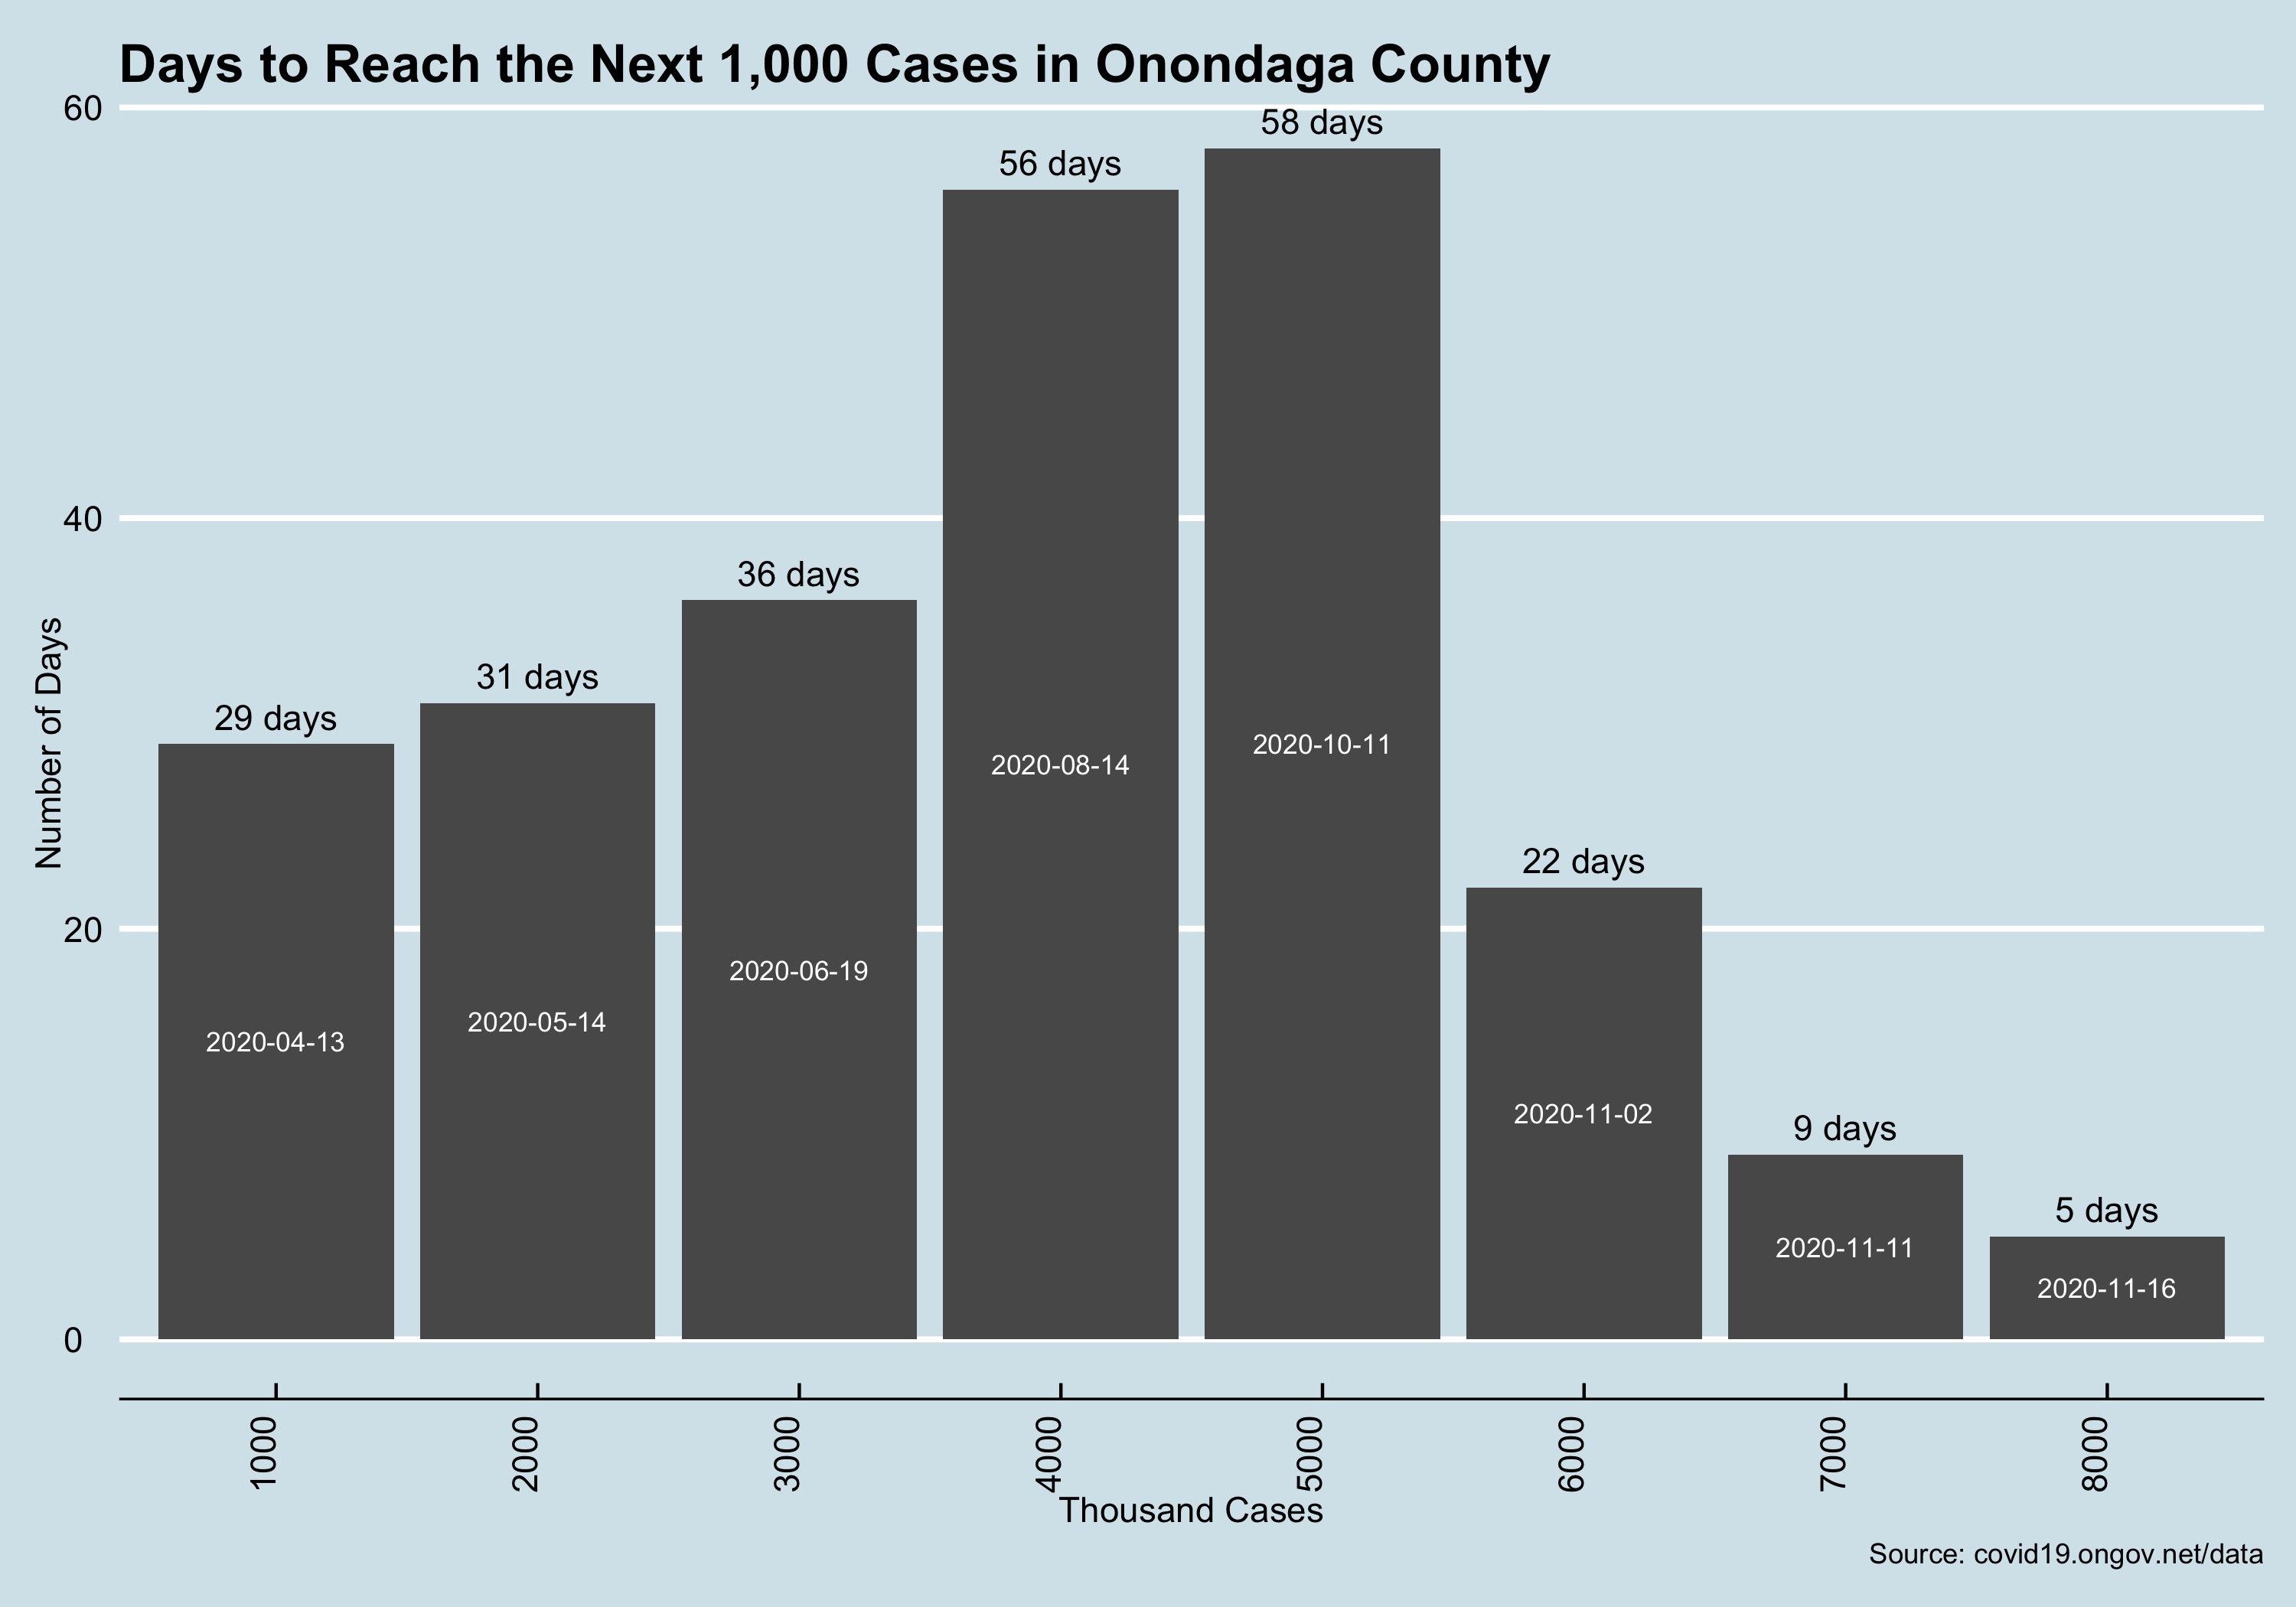 Days to Reach the Next 1,000 Cases in Onondaga County
60
40
20
0
Number of Days
29 days
31 days
36 days
56 days
58 days
22 days
9 days
5 days
2020-04-13
2020-05-14
2020-06-19
2020-08-14
2020-10-11
2020-11-02
2020-11-11
2020-11-16
1000
2000
3000
4000
5000
6000
7000
8000
Thousand Cases
Source: covid19.ongov.net/data